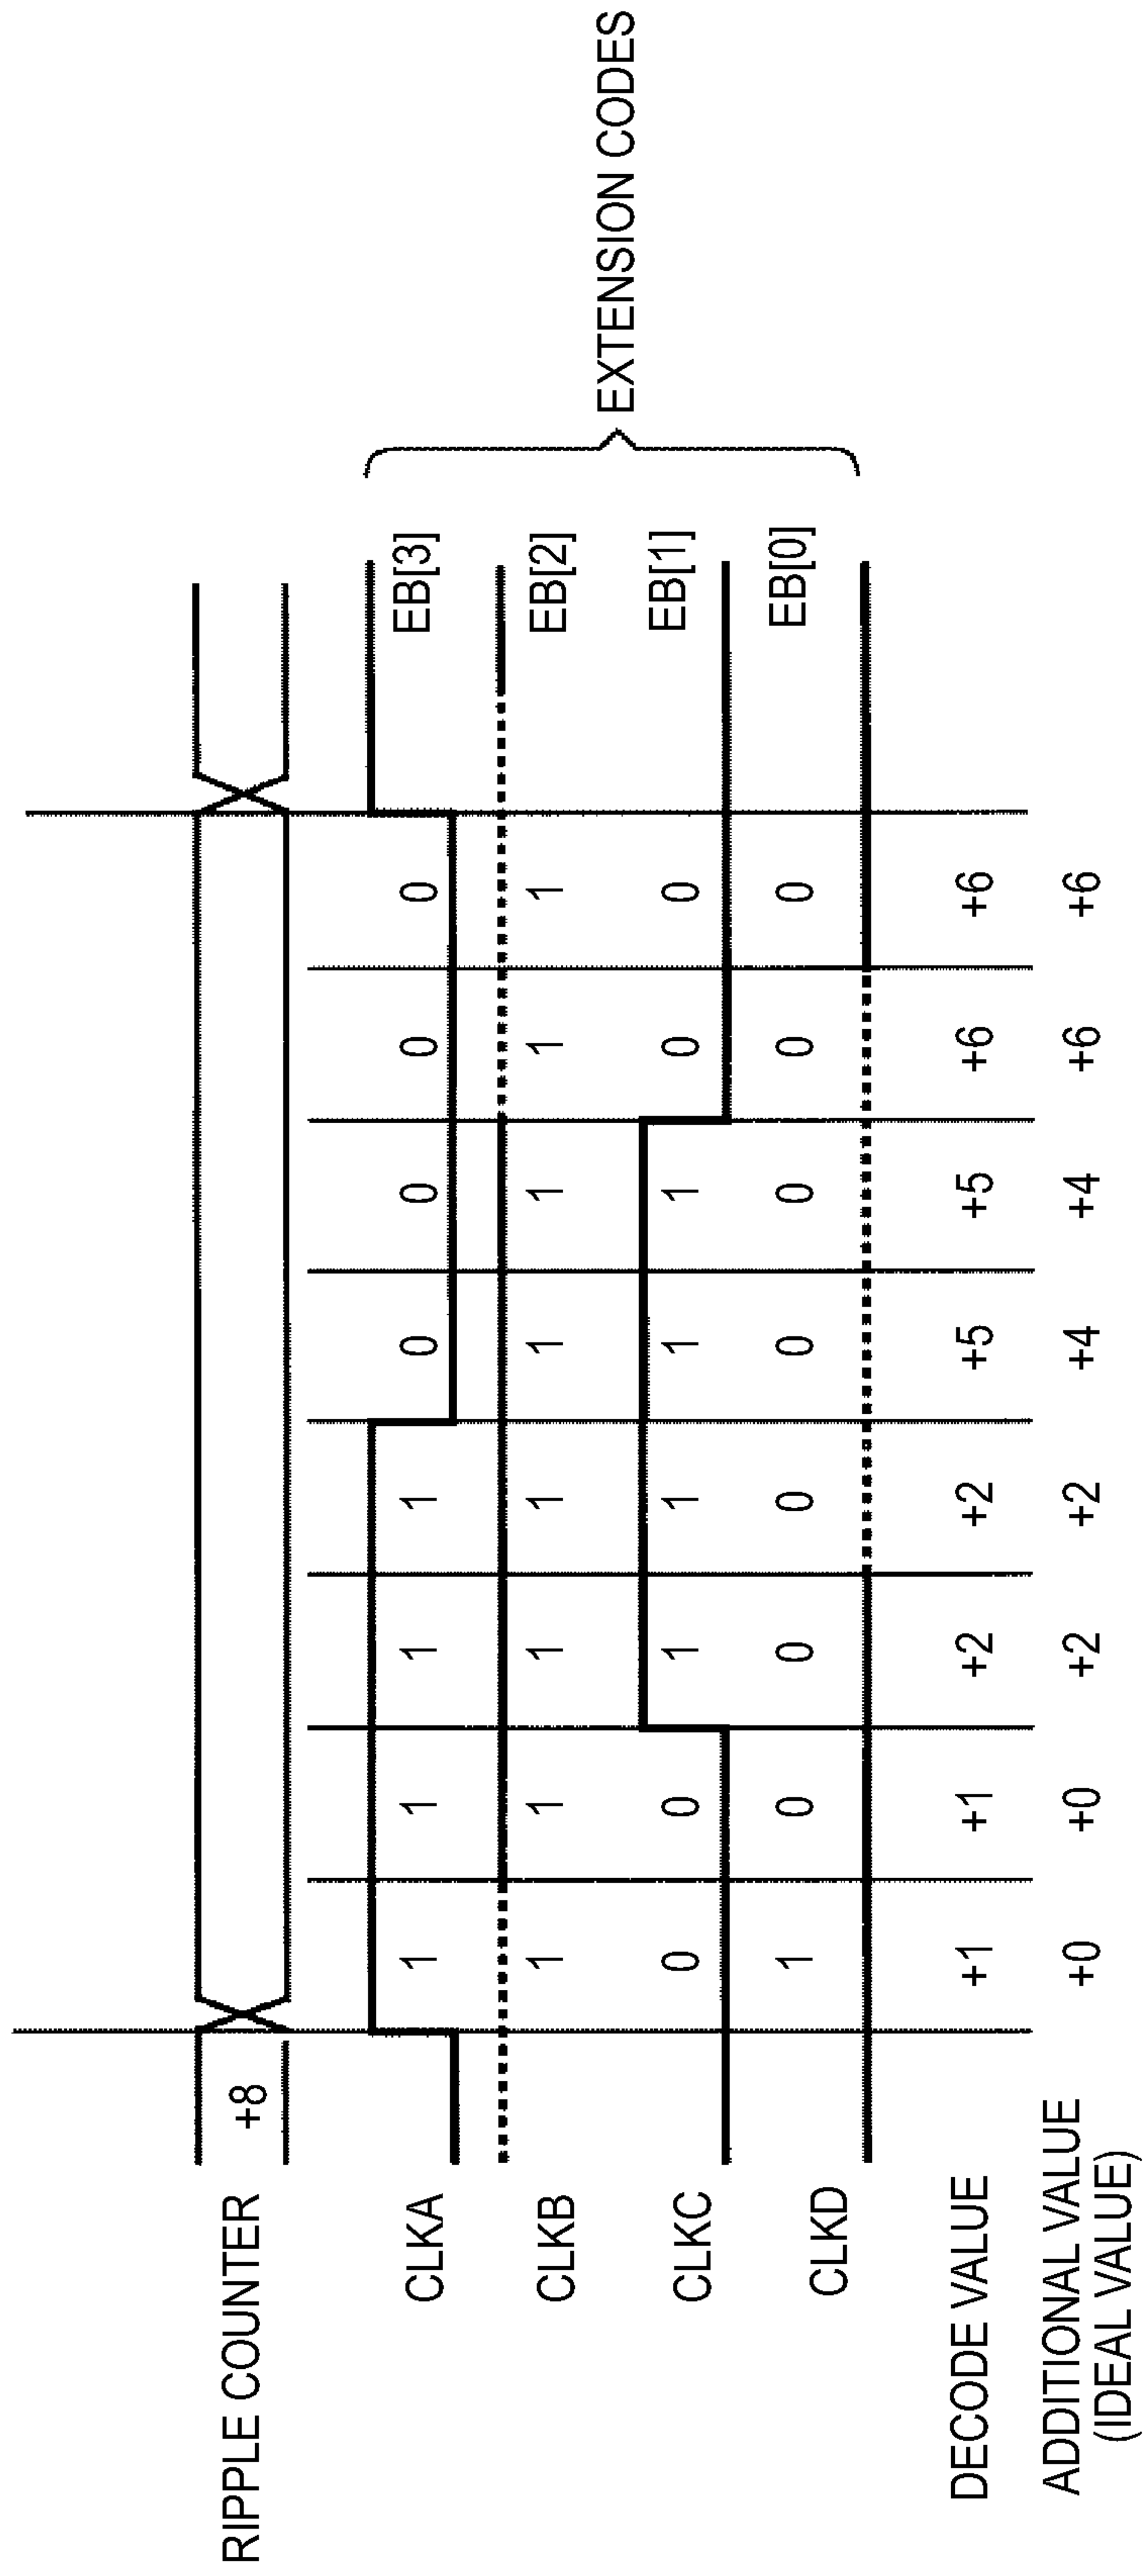 RIPPLE COUNTER +8
CLKA 1 1 1 1 0 0 0 0 EB[3]
CLKB 1 1 1 1 1 1 1 1 EB[2]
CLKC 0 0 1 1 1 1 0 0 EB[1]
CLKD 1 0 0 0 0 0 0 0 EB[0]
EXTENSION CODES
DECODE VALUE +1 +1 +2 +2 +5 +5 +6 +6
ADDITIONAL VALUE +0 +0 +2 +2 +4 +4 +6 +6
(IDEAL VALUE)